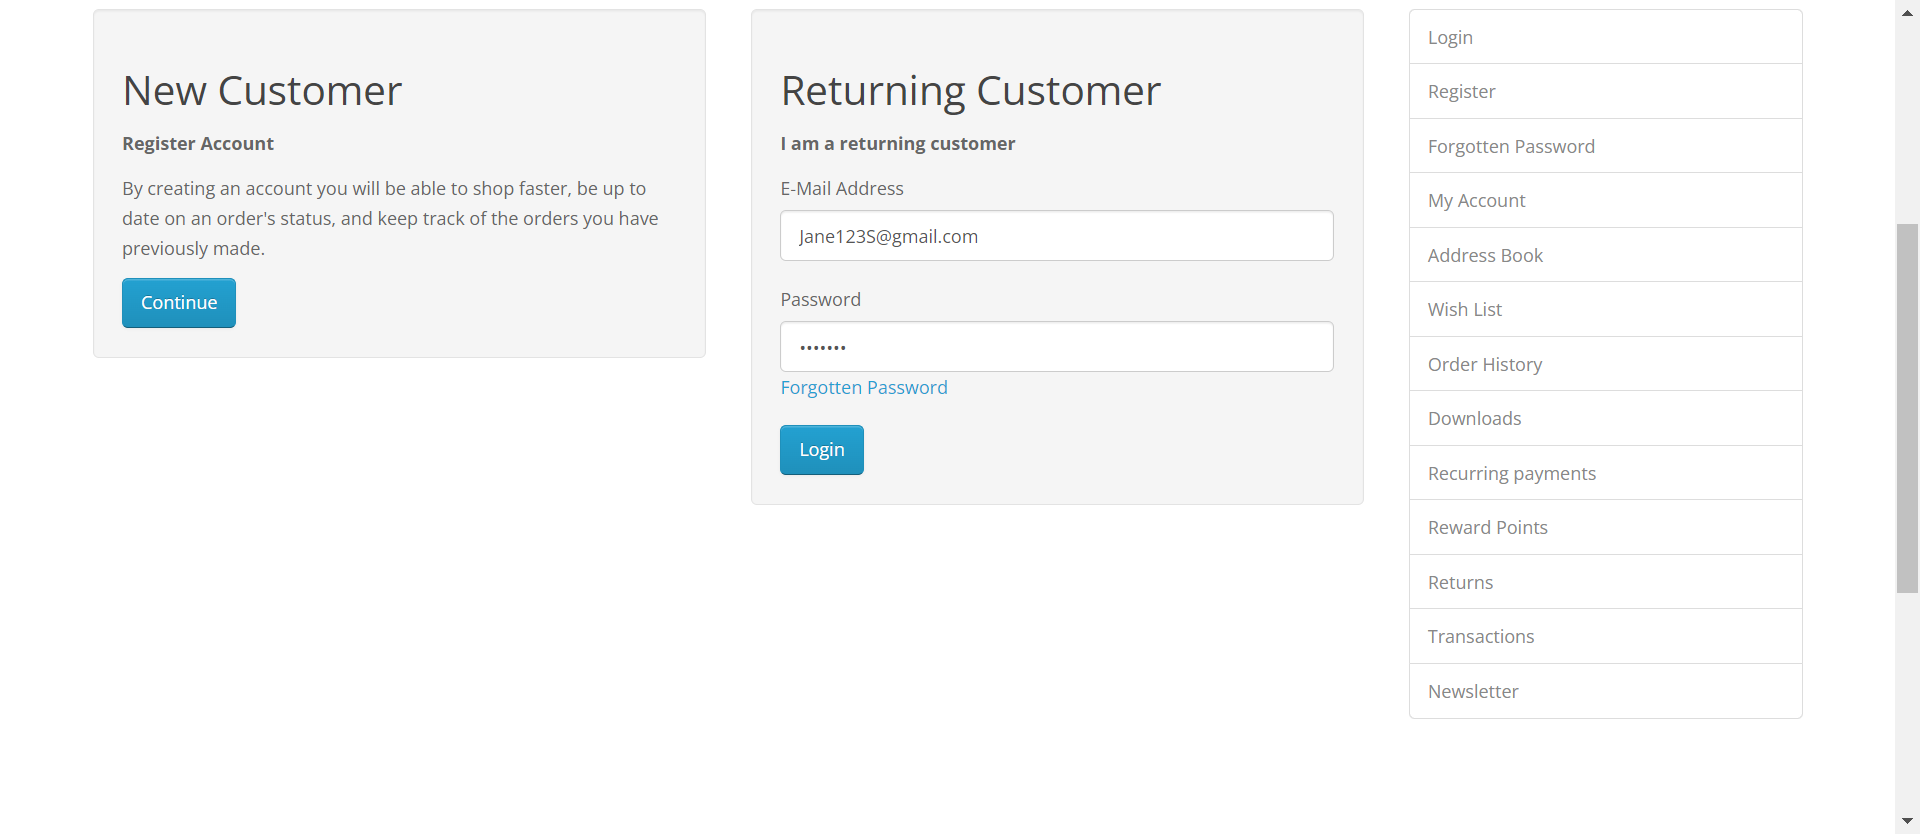 New Customer
Register Account
By creating an account you will be able to shop faster, be up to
date on an order's status, and keep track of the orders you have
previously made.
Continue
Returning Customer
I am a returning customer
E-Mail Address
Jane123S@gmail.com
Password
•••••••
Forgotten Password
Login
Login
Register
Forgotten Password
My Account
Address Book
Wish List
Order History
Downloads
Recurring payments
Reward Points
Returns
Transactions
Newsletter